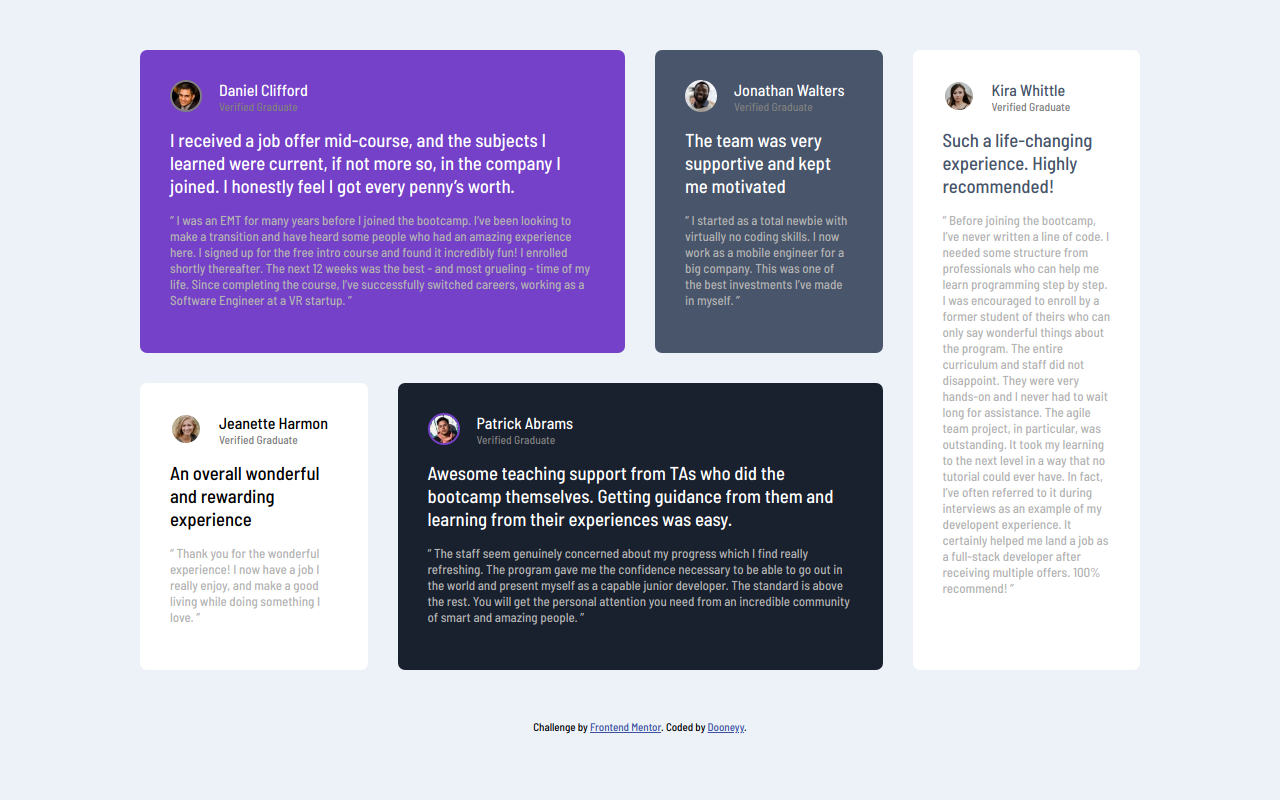 Daniel Clifford
Verified Graduate
I received a job offer mid-course, and the subjects I
learned were current, if not more so, in the company I
joined. I honestly feel I got every penny’s worth.
“ I was an EMT for many years before I joined the bootcamp. I’ve been looking to
make a transition and have heard some people who had an amazing experience
here. I signed up for the free intro course and found it incredibly fun! I enrolled
shortly thereafter. The next 12 weeks was the best - and most grueling - time of my
life. Since completing the course, I’ve successfully switched careers, working as a
Software Engineer at a VR startup. ”
Jonathan Walters
Verified Graduate
The team was very
supportive and kept
me motivated
“ I started as a total newbie with
virtually no coding skills. I now
work as a mobile engineer for a
big company. This was one of
the best investments I’ve made
in myself. ”
Kira Whittle
Verified Graduate
Such a life-changing
experience. Highly
recommended!
“ Before joining the bootcamp,
I’ve never written a line of code. I
needed some structure from
professionals who can help me
learn programming step by step.
I was encouraged to enroll by a
former student of theirs who can
only say wonderful things about
the program. The entire
curriculum and staff did not
disappoint. They were very
hands-on and I never had to wait
long for assistance. The agile
team project, in particular, was
outstanding. It took my learning
to the next level in a way that no
tutorial could ever have. In fact,
I’ve often referred to it during
interviews as an example of my
developent experience. It
certainly helped me land a job as
a full-stack developer after
receiving multiple offers. 100%
recommend! ”
Jeanette Harmon
Verified Graduate
An overall wonderful
and rewarding
experience
“ Thank you for the wonderful
experience! I now have a job I
really enjoy, and make a good
living while doing something I
love. ”
Patrick Abrams
Verified Graduate
Awesome teaching support from TAs who did the
bootcamp themselves. Getting guidance from them and
learning from their experiences was easy.
“ The staff seem genuinely concerned about my progress which I find really
refreshing. The program gave me the confidence necessary to be able to go out in
the world and present myself as a capable junior developer. The standard is above
the rest. You will get the personal attention you need from an incredible community
of smart and amazing people. ”
Challenge by Frontend Mentor. Coded by Dooneyy.